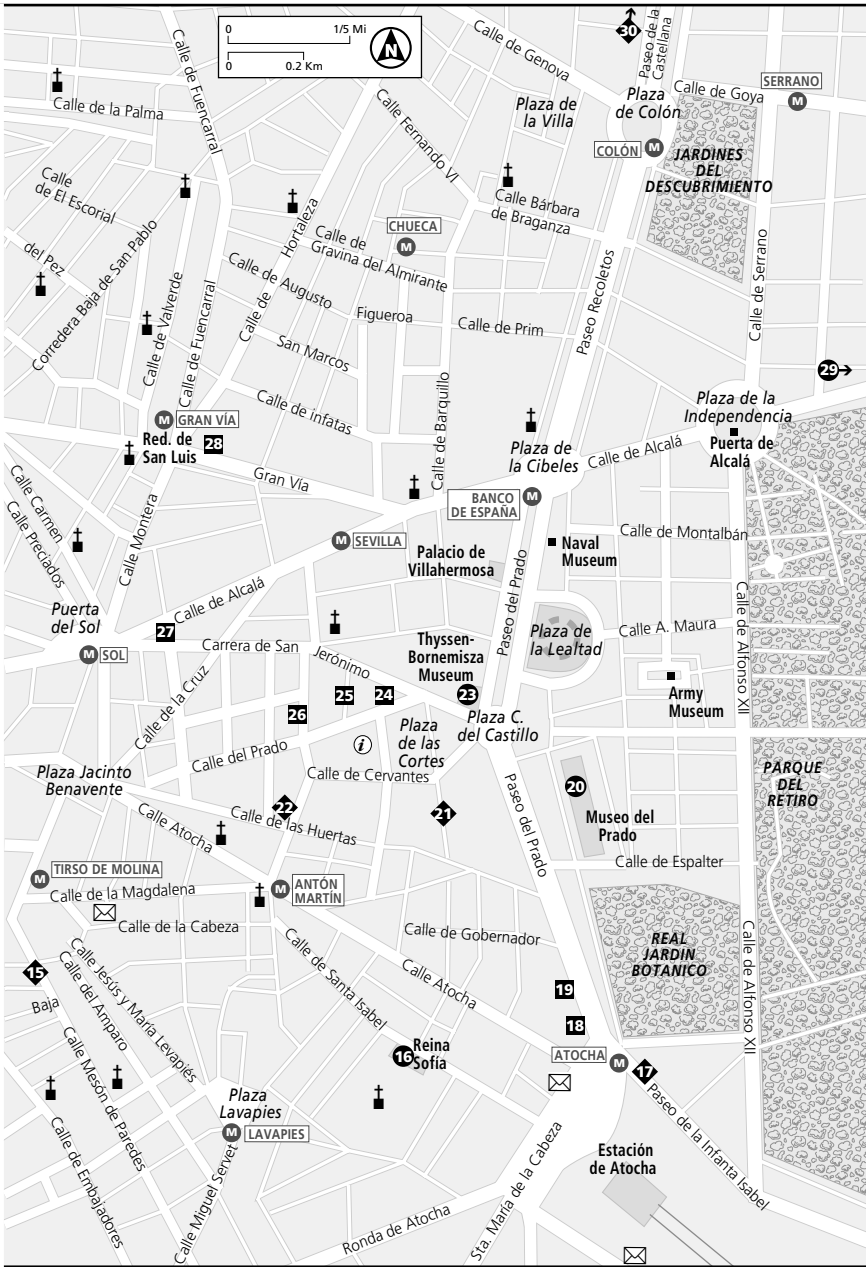 0 1/5 Mi
0 0.2 Km
N
30
Paseo de la
Castellana
Calle de Genova
Calle de Fuencarral
Calle de la Palma
Calle Fernando VI
Plaza de
la Villa
Plaza
de Colón
Calle de Goya
SERRANO
M
COLÓN
M
JARDINES
DEL
DESCUBRIMIENTO
Calle
de El Escorial
Calle Bárbara
de Braganza
del Pez
Corredera Baja de San Pablo
Calle de Valverde
Calle de Fuencarral
Calle de Hortaleza
CHUECA
M
Calle de
Gravina del Almirante
Calle de Augusto
Figueroa
Calle de Prim
San Marcos
Calle de infatas
Calle de Barquillo
Paseo Recoletos
Calle de Serrano
29
Plaza de la
Independencia
Puerta de
Alcalá
M
GRAN VÍA
Red. de
San Luis
28
Gran Vía
Plaza de
la Cibeles
Calle de Alcalá
BANCO
DE ESPAÑA
M
Calle Carmen
Calle Preciados
Calle Montera
M
SEVILLA
Palacio de
Villahermosa
Naval
Museum
Calle de Montalbán
Calle de Alcalá
Puerta
del Sol
27
M
SOL
Carrera de San
Jerónimo
Thyssen-
Bornemisza
Museum
23
Paseo del Prado
Plaza de
la Lealtad
Calle A. Maura
Calle de Alfonso XII
Army
Museum
Calle de la Cruz
26
25
24
i
Plaza
de las
Cortes
Plaza C.
del Castillo
Calle del Prado
Plaza Jacinto
Benavente
Calle de Cervantes
22
21
20
Museo del
Prado
PARQUE
DEL
RETIRO
Calle de las Huertas
Calle Atocha
Paseo del Prado
Calle de Espalter
M
TIRSO DE MOLINA
Calle de la Magdalena
M
ANTÓN
MARTÍN
Calle de la Cabeza
Calle de Gobernador
REAL
JARDIN
BOTANICO
Calle de Alfonso XII
15
Baja
Calle Jesús y María Levapiés
Calle del Amparo
Calle de Santa Isabel
Calle Atocha
19
18
16
Reina
Sofía
ATOCHA
M
17
Calle Mesón de Paredes
Plaza
Lavapies
M
LAVAPIES
Calle de Embajadores
Calle Miguel Servet
Ronda de Atocha
Sta. María de la Cabeza
Estación
de Atocha
Paseo de la Infanta Isabel